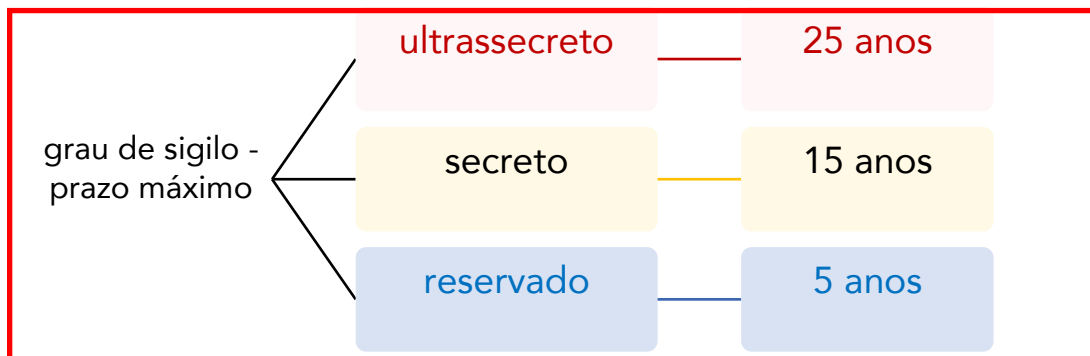 ultrassecreto 25 anos
grau de sigilo -
prazo máximo
secreto 15 anos
reservado 5 anos